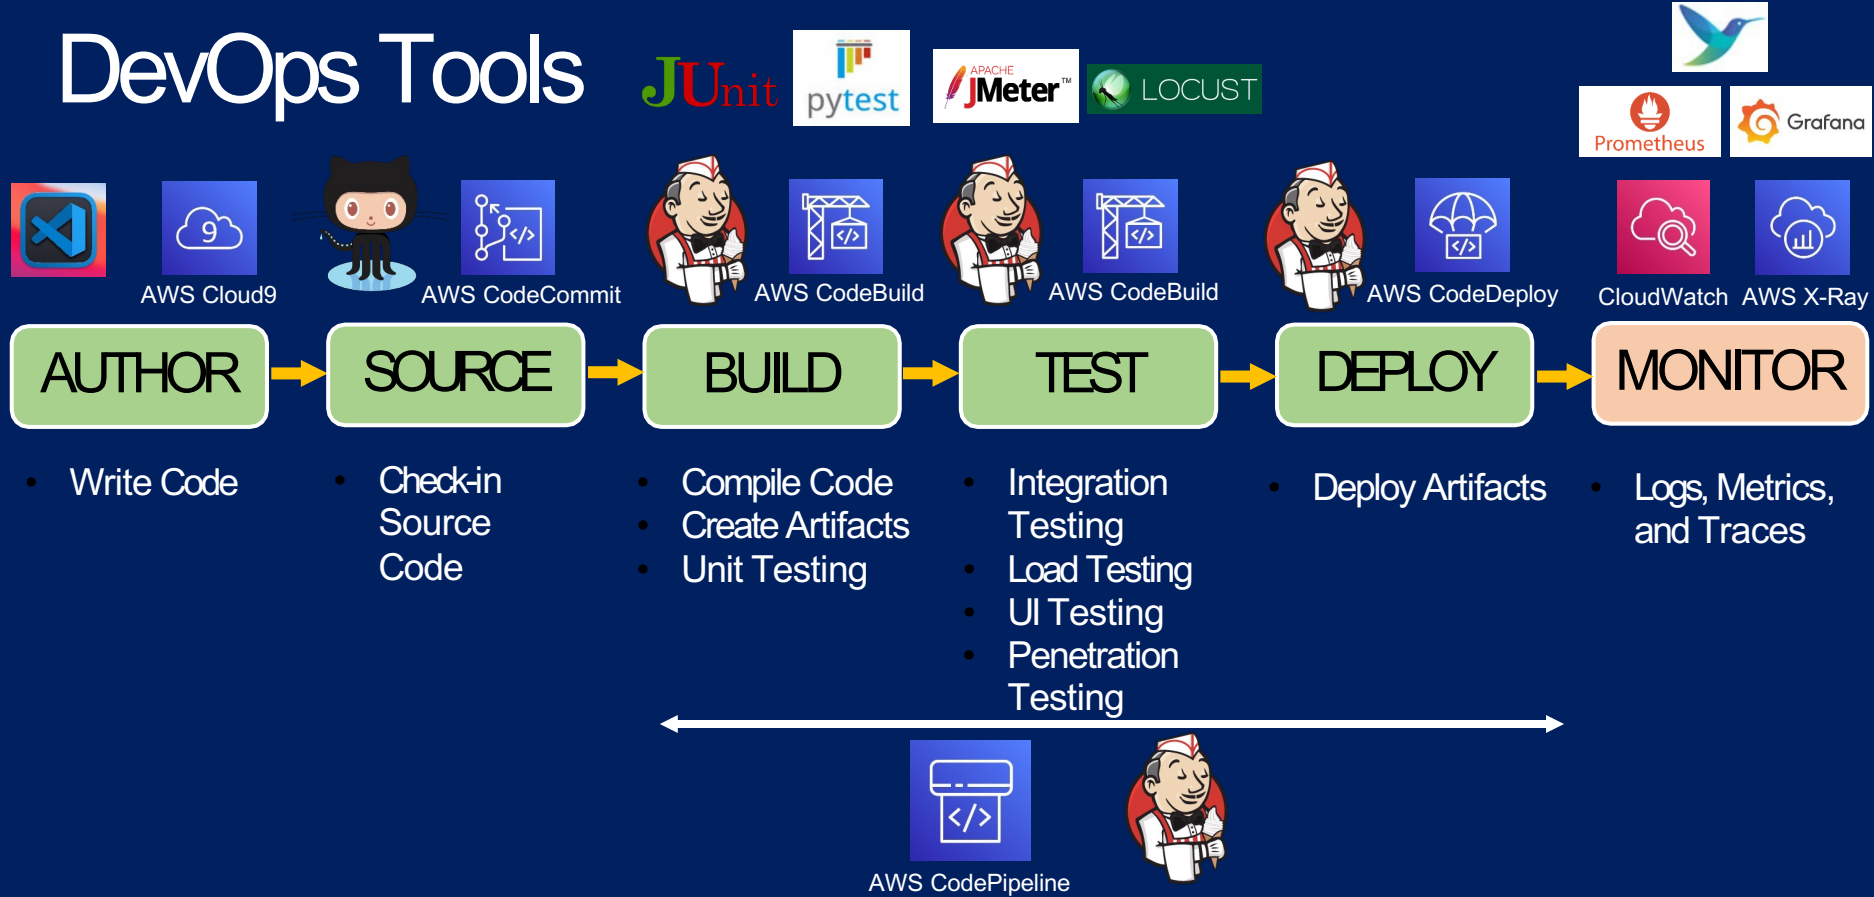 DevOps Tools
JUnit
pytest
APACHE
JMeter™
LOCUST
Prometheus
Grafana
9
AWS Cloud9
</>
AWS CodeCommit
</>
AWS CodeBuild
</>
AWS CodeBuild
</>
AWS CodeDeploy
CloudWatch
AWS X-Ray
AUTHOR
SOURCE
BUILD
TEST
DEPLOY
MONITOR
• Write Code
• Check-in
Source
Code
• Compile Code
• Create Artifacts
• Unit Testing
• Integration
Testing
• Load Testing
• UI Testing
• Penetration
Testing
• Deploy Artifacts
• Logs, Metrics,
and Traces
</>
AWS CodePipeline